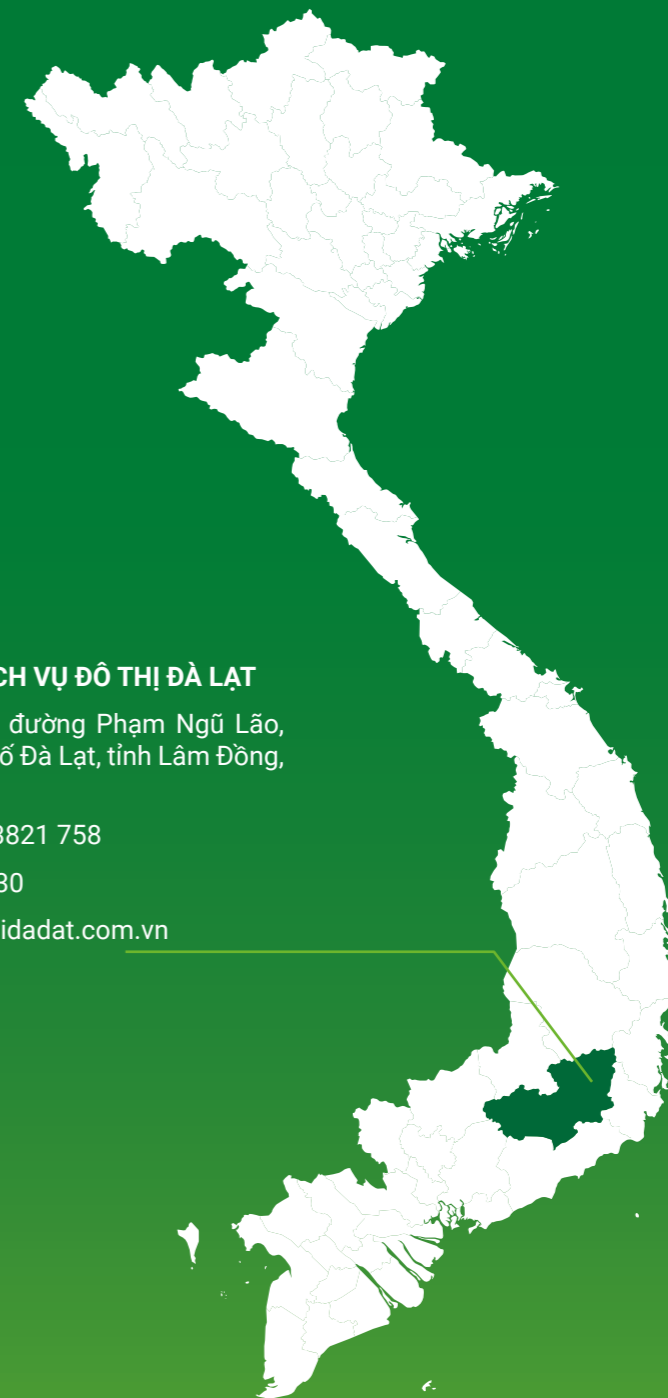 CH VỤ ĐÔ THỊ ĐÀ LẠT
đường Phạm Ngũ Lão,
ố Đà Lạt, tỉnh Lâm Đồng,
3821 758
30
idadat.com.vn